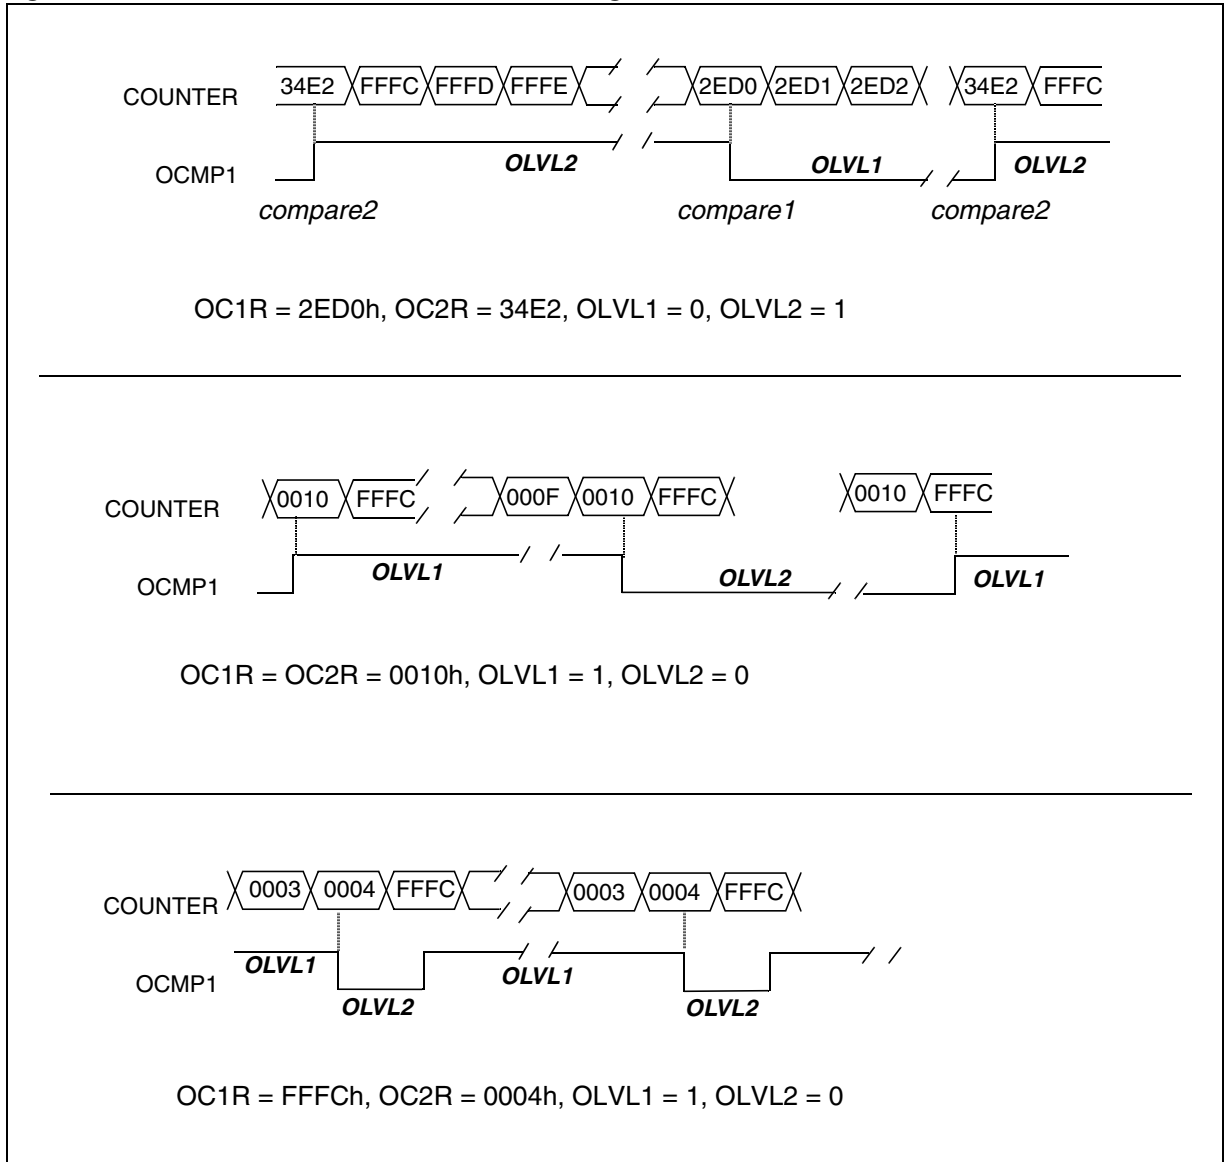 COUNTER 34E2 FFFC FFFD FFFE 2ED0 2ED1 2ED2 34E2 FFFC
OCMP1 OLVL2 OLVL1 OLVL2
compare2 compare1 compare2
OC1R = 2ED0h, OC2R = 34E2, OLVL1 = 0, OLVL2 = 1
COUNTER 0010 FFFC 000F 0010 FFFC 0010 FFFC
OCMP1 OLVL1 OLVL2 OLVL1
OC1R = OC2R = 0010h, OLVL1 = 1, OLVL2 = 0
COUNTER 0003 0004 FFFC 0003 0004 FFFC
OCMP1 OLVL1 OLVL1
OLVL2 OLVL2
OC1R = FFFCh, OC2R = 0004h, OLVL1 = 1, OLVL2 = 0